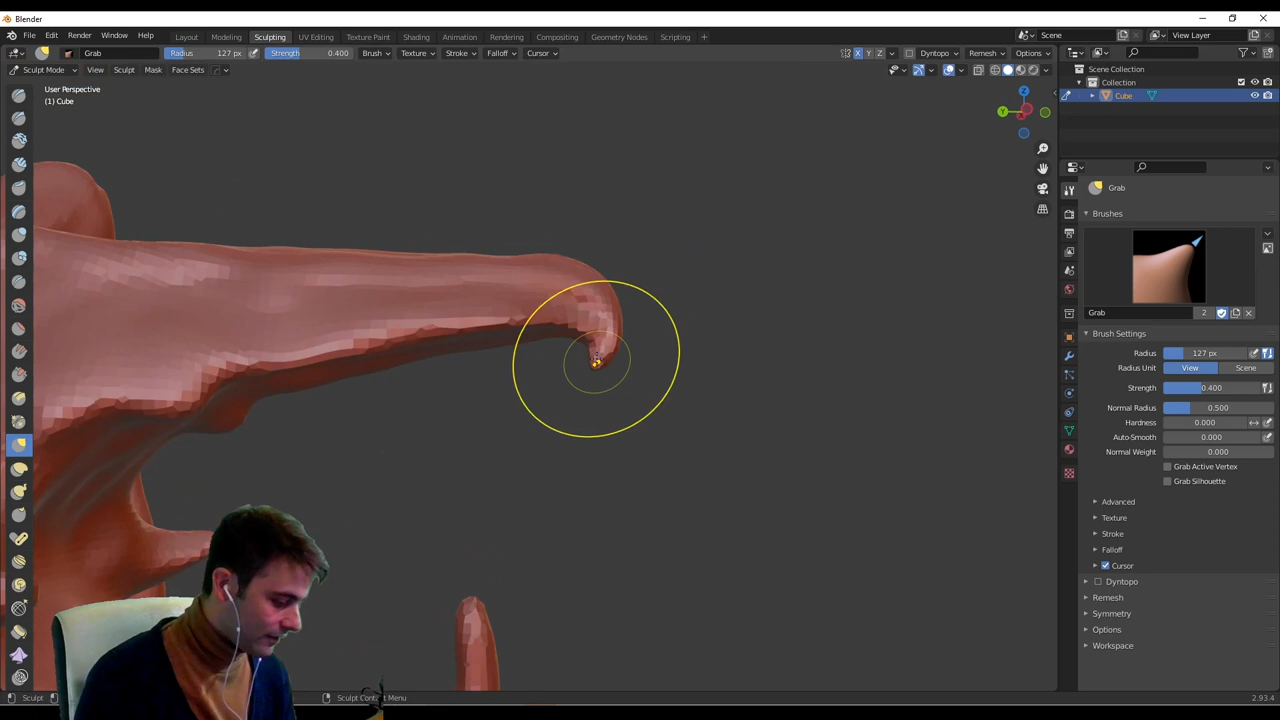 Blender
File Edit Render Window Help Layout Modeling Sculpting UV Editing Texture Paint Shading Animation Rendering Compositing Geometry Nodes Scripting Scene View Layer
Grab Radius 127 px Strength 0.400 Brush Texture Stroke Falloff Cursor X Y Z Dyntopo Remesh Options
Sculpt Mode View Sculpt Mask Face Sets
Scene Collection
Collection
Cube
User Perspective
(1) Cube
Z
Y
Grab
Brushes
Grab 2
Brush Settings
Radius 127 px
Radius Unit View Scene
Strength 0.400
Normal Radius 0.500
Hardness 0.000
Auto-Smooth 0.000
Normal Weight 0.000
Grab Active Vertex
Grab Silhouette
Advanced
Texture
Stroke
Falloff
Cursor
Dyntopo
Remesh
Symmetry
Options
Workspace
Sculpt
Sculpt Context Menu
2.93.4